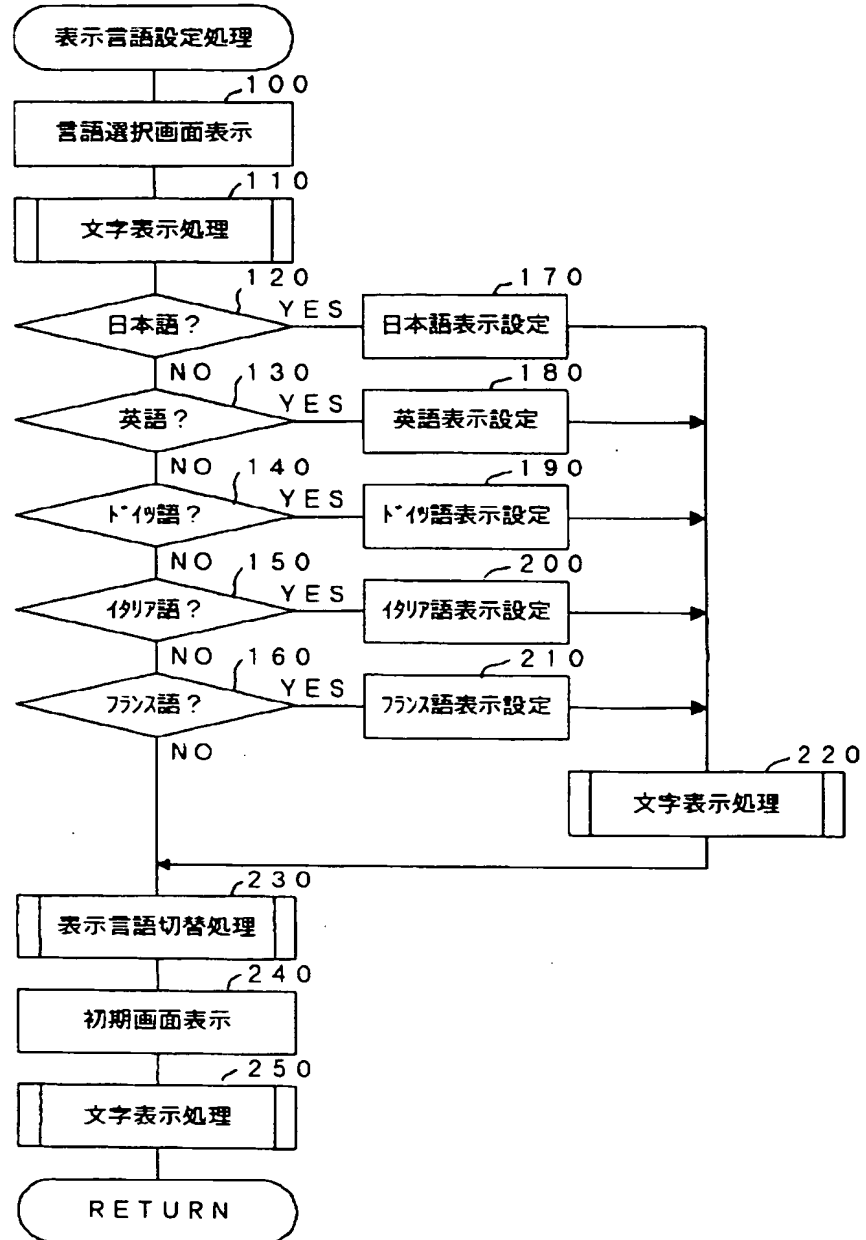 表示言語設定処理
100
言語選択画面表示
110
文字表示処理
120
日本語?
YES
170
日本語表示設定
NO
130
英語?
YES
180
英語表示設定
NO
140
ドイツ語?
YES
190
ドイツ語表示設定
NO
150
イタリア語?
YES
200
イタリア語表示設定
NO
160
フランス語?
YES
210
フランス語表示設定
NO
220
文字表示処理
230
表示言語切替処理
240
初期画面表示
250
文字表示処理
RETURN